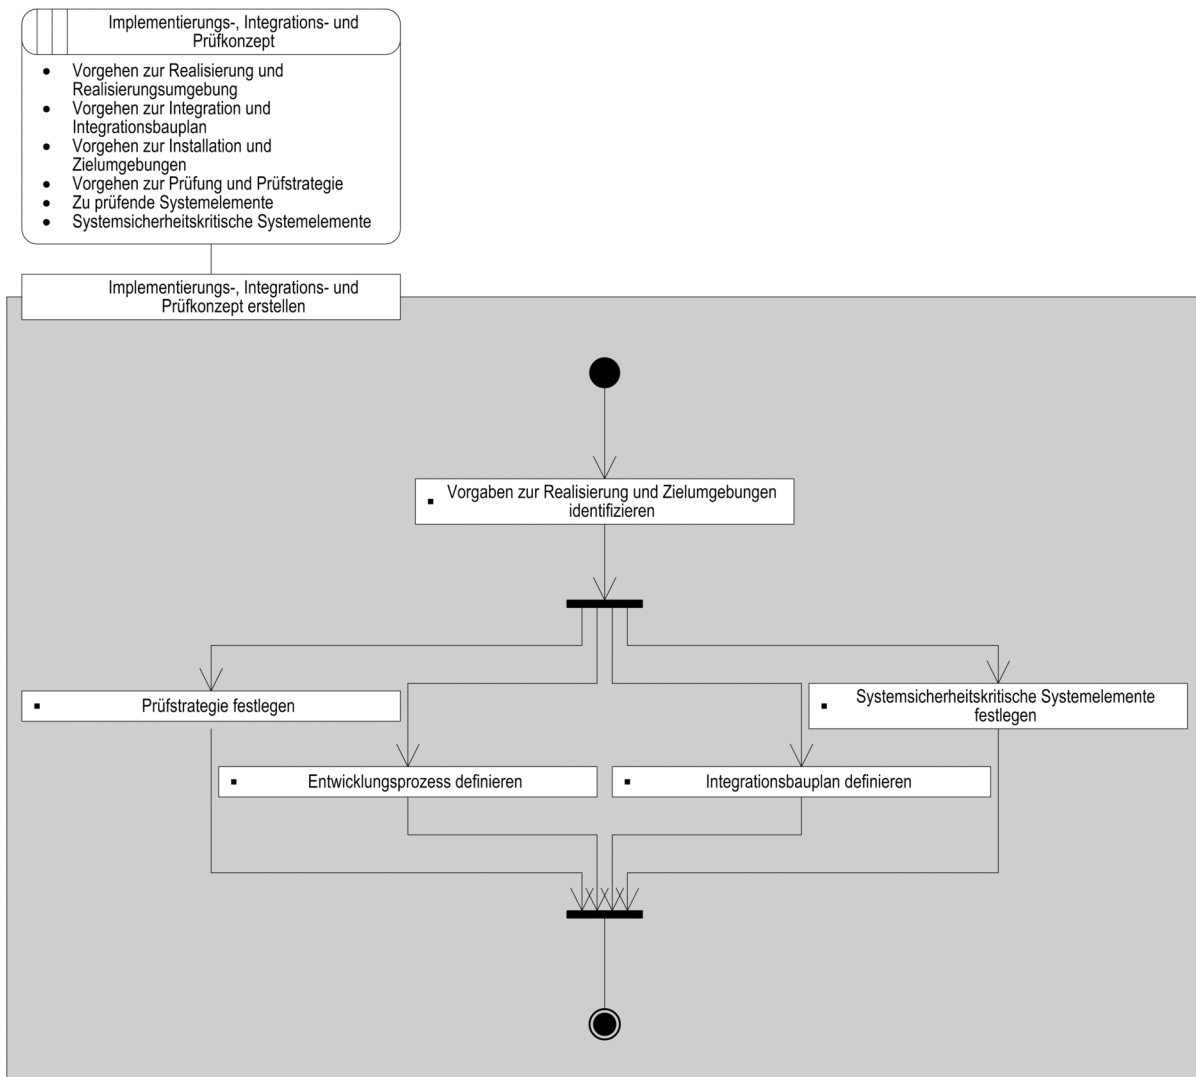 Implementierungs-, Integrations- und
Prüfkonzept
● Vorgehen zur Realisierung und
Realisierungsumgebung
● Vorgehen zur Integration und
Integrationsbauplan
● Vorgehen zur Installation und
Zielumgebungen
● Vorgehen zur Prüfung und Prüfstrategie
● Zu prüfende Systemelemente
● Systemsicherheitskritische Systemelemente
Implementierungs-, Integrations- und
Prüfkonzept erstellen
▪ Vorgaben zur Realisierung und Zielumgebungen
identifizieren
▪ Prüfstrategie festlegen
▪ Systemsicherheitskritische Systemelemente
festlegen
▪ Entwicklungsprozess definieren
▪ Integrationsbauplan definieren